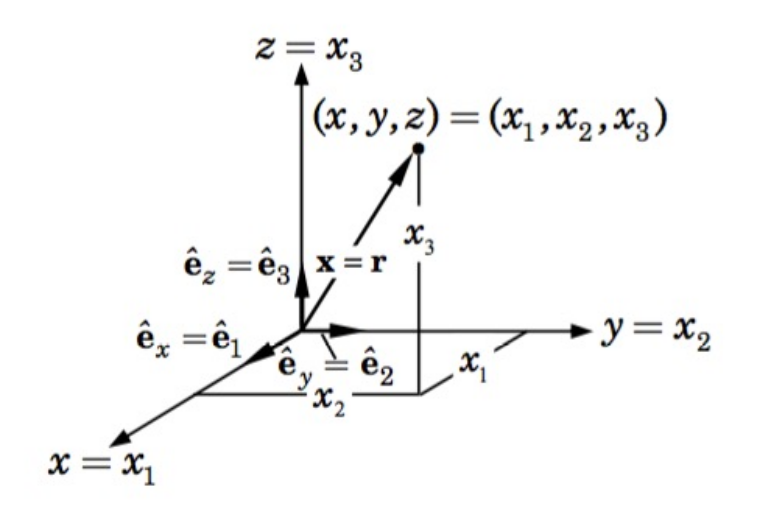 z = x₃
(x, y, z) = (x₁, x₂, x₃)
x₃
ê_z = ê₃
𝐱 = 𝐫
ê_x = ê₁
y = x₂
ê_y = ê₂
x₁
x₂
x = x₁